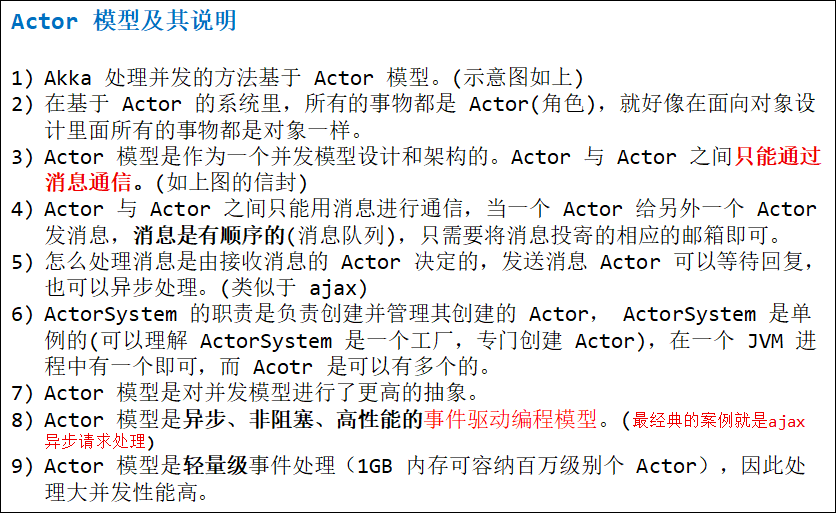 Actor 模型及其说明
1) Akka 处理并发的方法基于 Actor 模型。(示意图如上)
2) 在基于 Actor 的系统里，所有的事物都是 Actor(角色)，就好像在面向对象设
计里面所有的事物都是对象一样。
3) Actor 模型是作为一个并发模型设计和架构的。Actor 与 Actor 之间只能通过
消息通信。(如上图的信封)
4) Actor 与 Actor 之间只能用消息进行通信，当一个 Actor 给另外一个 Actor
发消息，消息是有顺序的(消息队列)，只需要将消息投寄的相应的邮箱即可。
5) 怎么处理消息是由接收消息的 Actor 决定的，发送消息 Actor 可以等待回复，
也可以异步处理。(类似于 ajax)
6) ActorSystem 的职责是负责创建并管理其创建的 Actor， ActorSystem 是单
例的(可以理解 ActorSystem 是一个工厂，专门创建 Actor)，在一个 JVM 进
程中有一个即可，而 Acotr 是可以有多个的。
7) Actor 模型是对并发模型进行了更高的抽象。
8) Actor 模型是异步、非阻塞、高性能的事件驱动编程模型。(最经典的案例就是ajax
异步请求处理)
9) Actor 模型是轻量级事件处理（1GB 内存可容纳百万级别个 Actor），因此处
理大并发性能高。